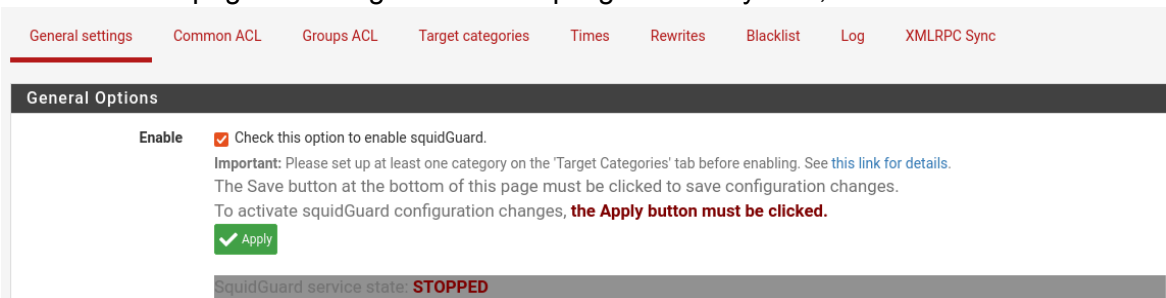 General settings Common ACL Groups ACL Target categories Times Rewrites Blacklist Log XMLRPC Sync
General Options
Enable Check this option to enable squidGuard.
Important: Please set up at least one category on the 'Target Categories' tab before enabling. See this link for details.
The Save button at the bottom of this page must be clicked to save configuration changes.
To activate squidGuard configuration changes, the Apply button must be clicked.
Apply
SquidGuard service state: STOPPED